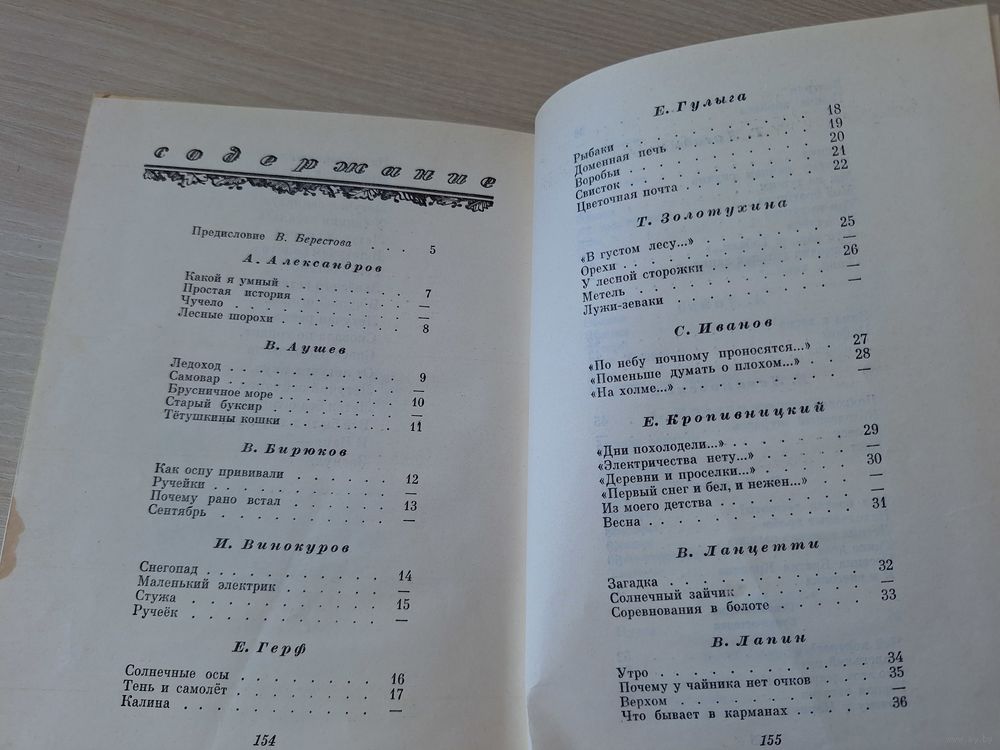 содержание
Предисловие В. Берестова . . . 5
А. Александров
Какой я умный . . . . . . . 7
Простая история . . . . . . —
Чучело . . . . . . . . . —
Лесные шорохи . . . . . . . 8
В. Аушев
Ледоход . . . . . . . . . 9
Самовар . . . . . . . . . —
Брусничное море . . . . . . 10
Старый буксир . . . . . . . —
Тётушкины кошки . . . . . . 11
В. Бирюков
Как оспу прививали . . . . . 12
Ручейки . . . . . . . . . —
Почему рано встал . . . . . 13
Сентябрь . . . . . . . . —
И. Винокуров
Снегопад . . . . . . . . 14
Маленький электрик . . . . . —
Стужа . . . . . . . . . 15
Ручеёк . . . . . . . . . —
Е. Герф
Солнечные осы . . . . . . . 16
Тень и самолёт . . . . . . . 17
Калина . . . . . . . . . —
154
Е. Гулыга
Рыбаки . . . . . . . . . 18
Доменная печь . . . . . . . 19
Воробьи . . . . . . . . . 20
Свисток . . . . . . . . . 21
Цветочная почта . . . . . . 22
Т. Золотухина
«В густом лесу...» . . . . . . 25
Орехи . . . . . . . . . —
У лесной сторожки . . . . . 26
Метель . . . . . . . . . —
Лужи-зеваки . . . . . . . —
С. Иванов
«По небу ночному проносятся...» . 27
«Поменьше думать о плохом...» . . 28
«На холме...» . . . . . . . —
Е. Кропивницкий
«Дни похолодели...» . . . . . 29
«Электричества нету...» . . . . —
«Деревни и проселки...» . . . . 30
«Первый снег и бел, и нежен...» . . —
Из моего детства . . . . . . —
Весна . . . . . . . . . 31
В. Ланцетти
Загадка . . . . . . . . . 32
Солнечный зайчик . . . . . . —
Соревнования в болоте . . . . . 33
В. Лапин
Утро . . . . . . . . . 34
Почему у чайника нет очков . . . 35
Верхом . . . . . . . . . —
Что бывает в карманах . . . . . 36
155
www.ay.by